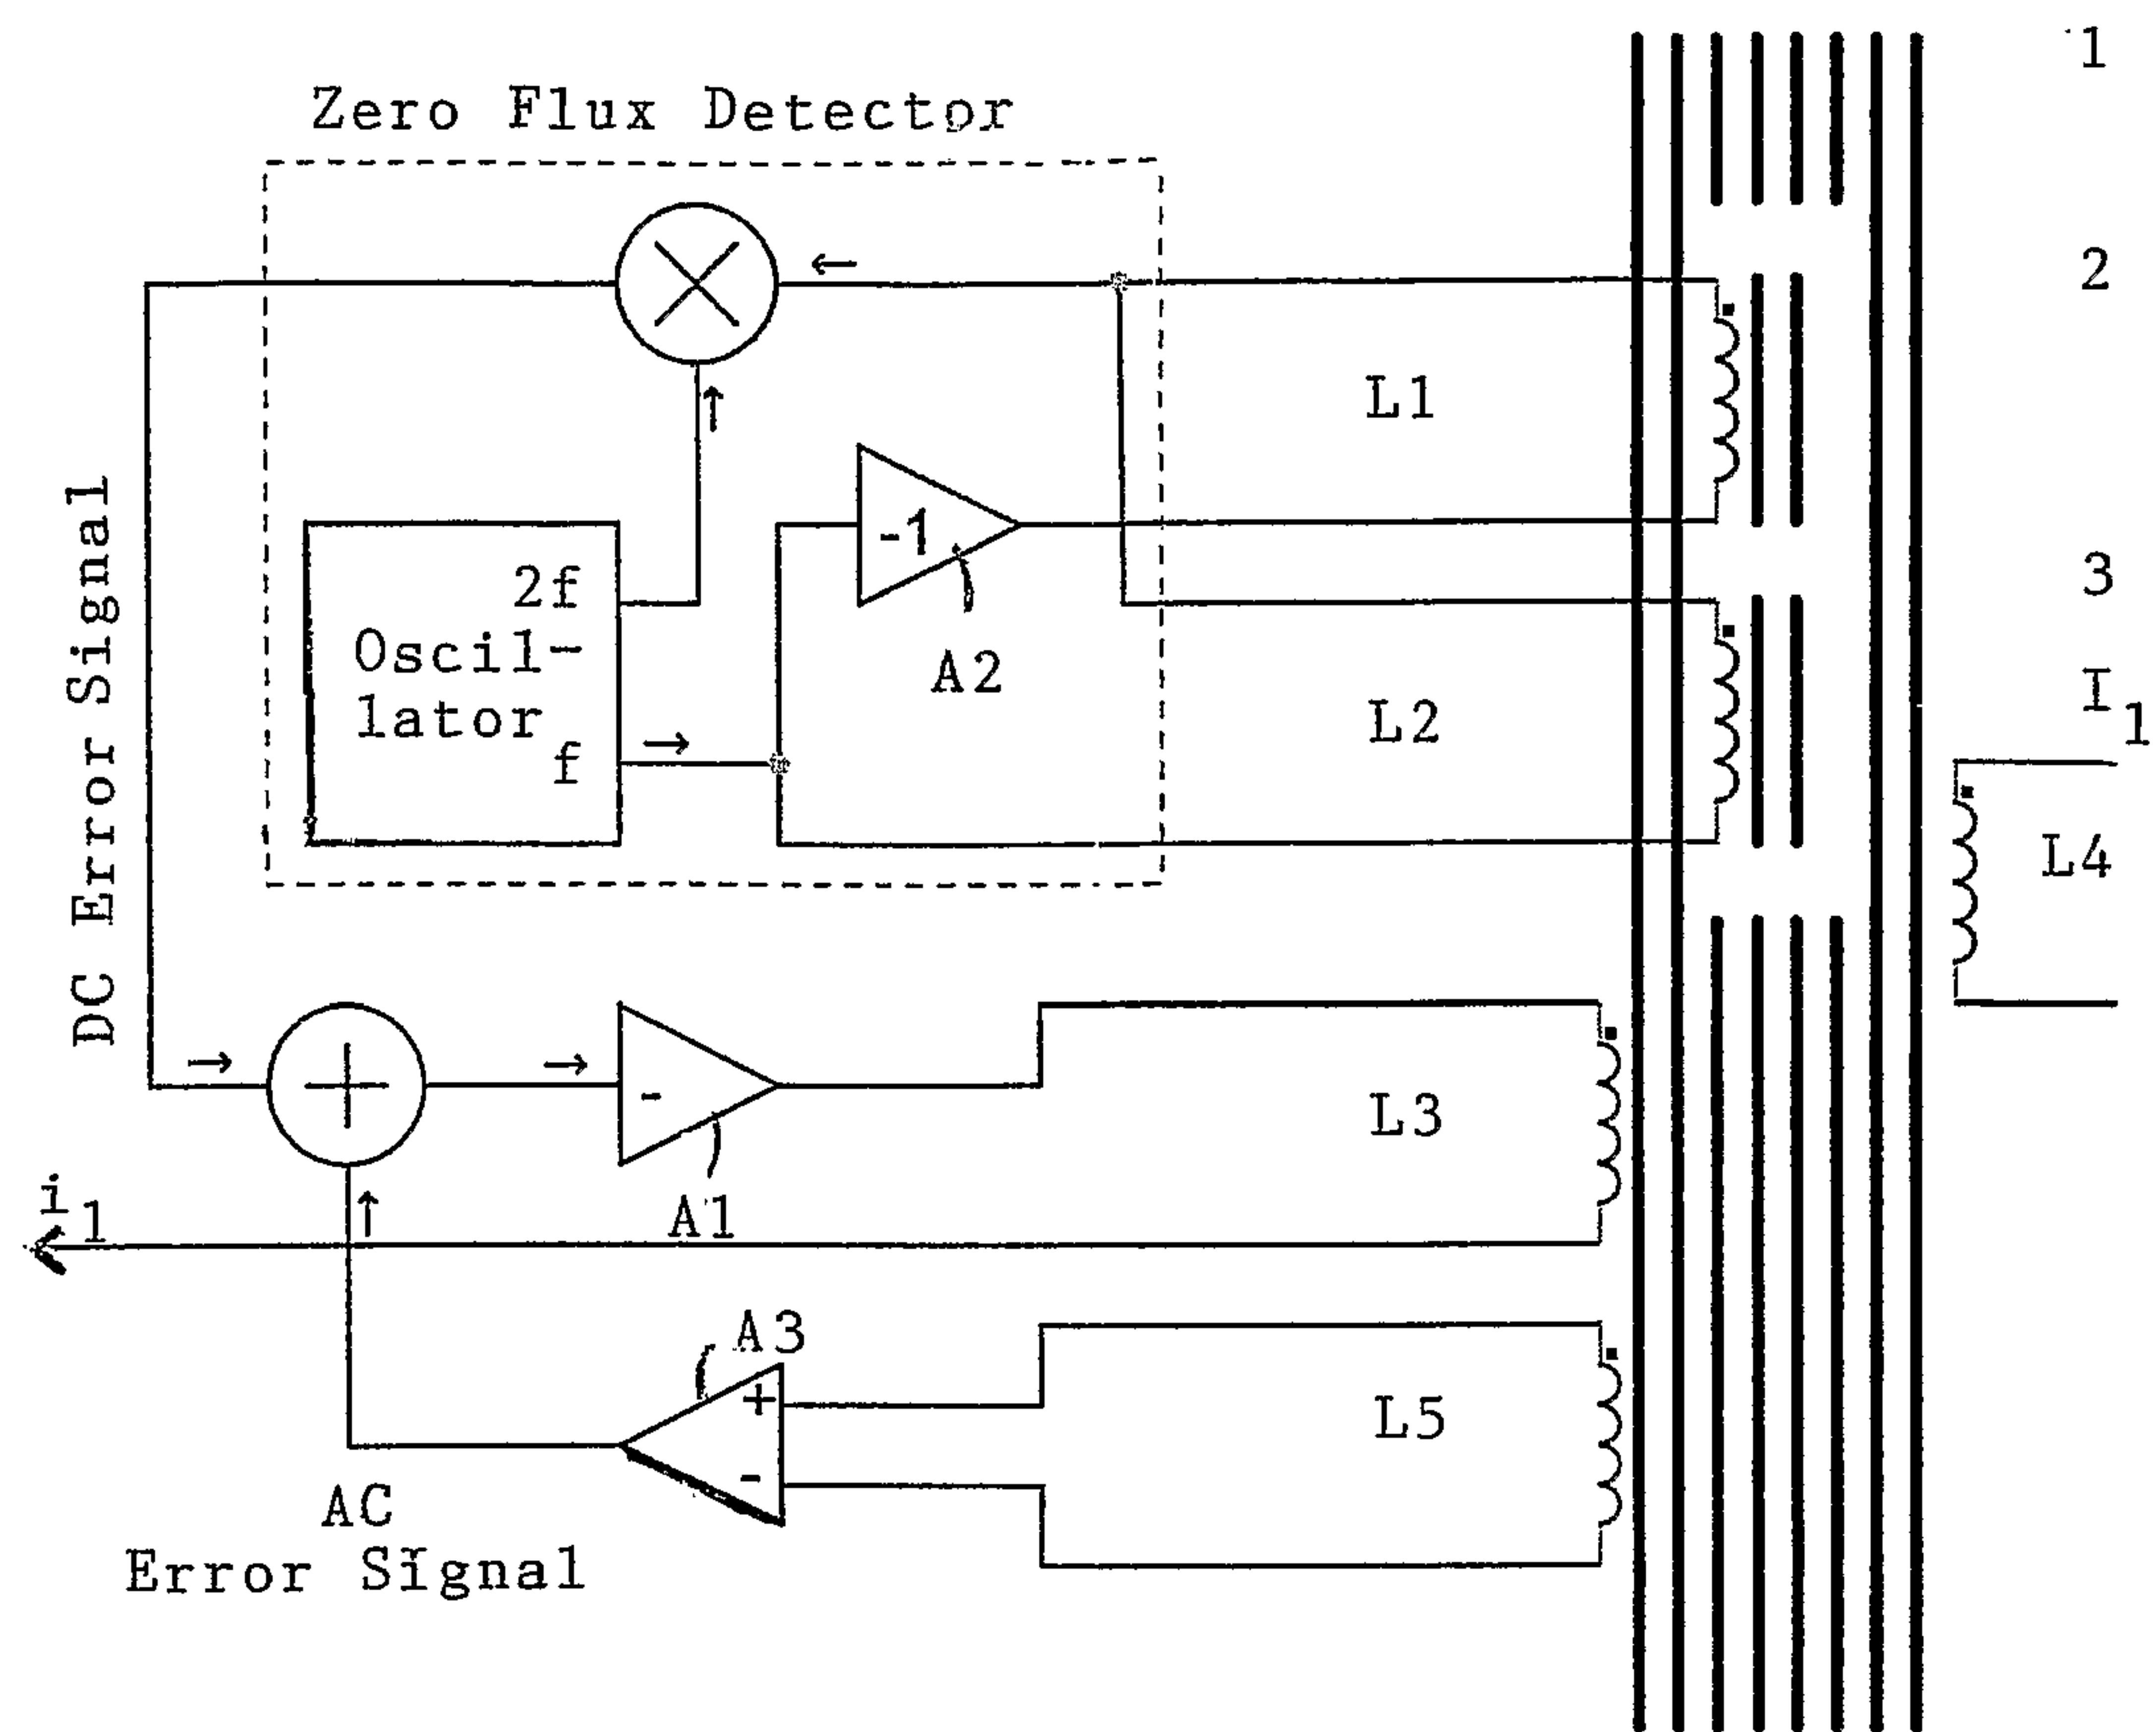 1
Zero Flux Detector
2
L1
-1
3
2f
Oscil-
lator
f
A2
L2
I1
L4
DC Error Signal
+
-
L3
A1
i1
A3
+
-
L5
AC
Error Signal